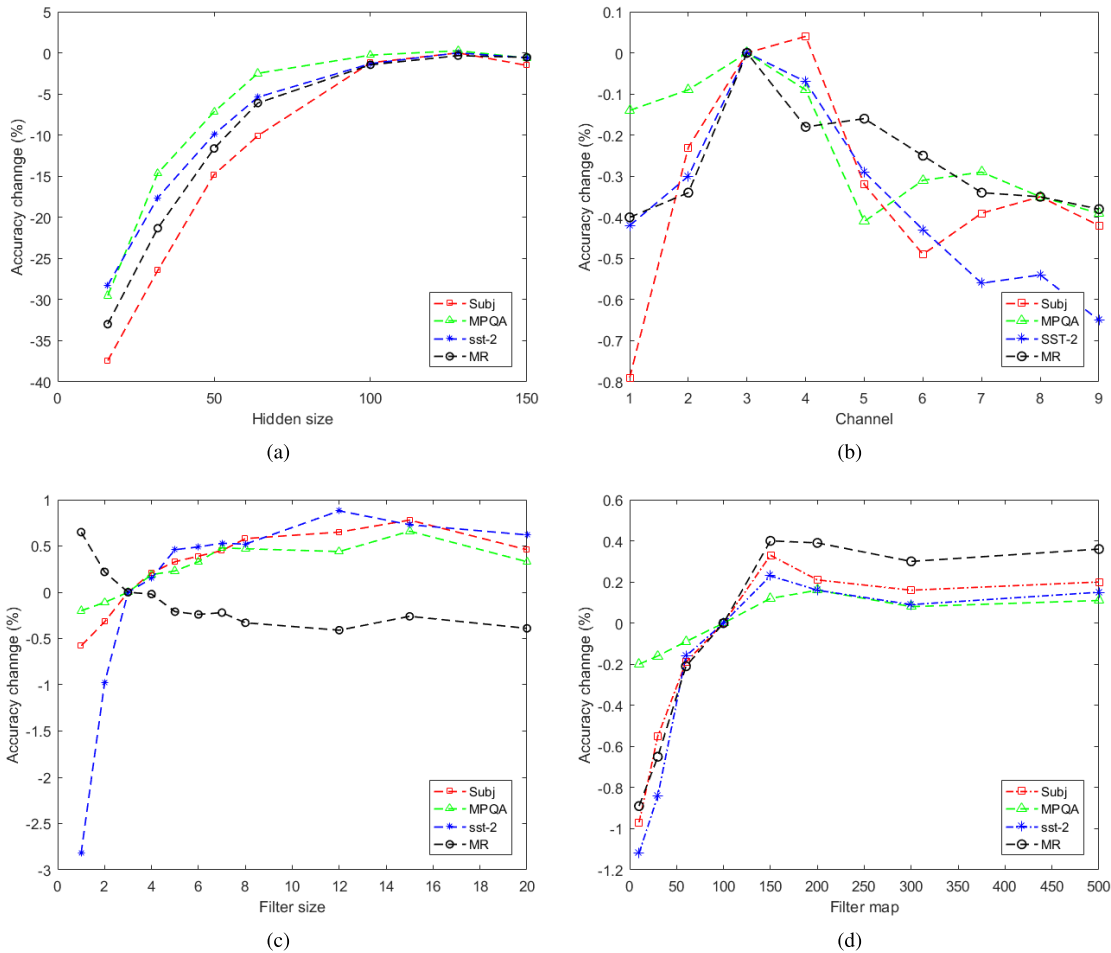 5
0
-5
-10
-15
-20
-25
-30
-35
-40
Accuracy channge (%)
0 50 100 150
Hidden size
Subj
MPQA
sst-2
MR
(a)
0.1
0
-0.1
-0.2
-0.3
-0.4
-0.5
-0.6
-0.7
-0.8
Accuracy change (%)
1 2 3 4 5 6 7 8 9
Channel
Subj
MPQA
SST-2
MR
(b)
1
0.5
0
-0.5
-1
-1.5
-2
-2.5
-3
Accuracy channge (%)
0 2 4 6 8 10 12 14 16 18 20
Filter size
Subj
MPQA
sst-2
MR
(c)
0.6
0.4
0.2
0
-0.2
-0.4
-0.6
-0.8
-1
-1.2
Accuracy channge (%)
0 50 100 150 200 250 300 350 400 450 500
Filter map
Subj
MPQA
sst-2
MR
(d)